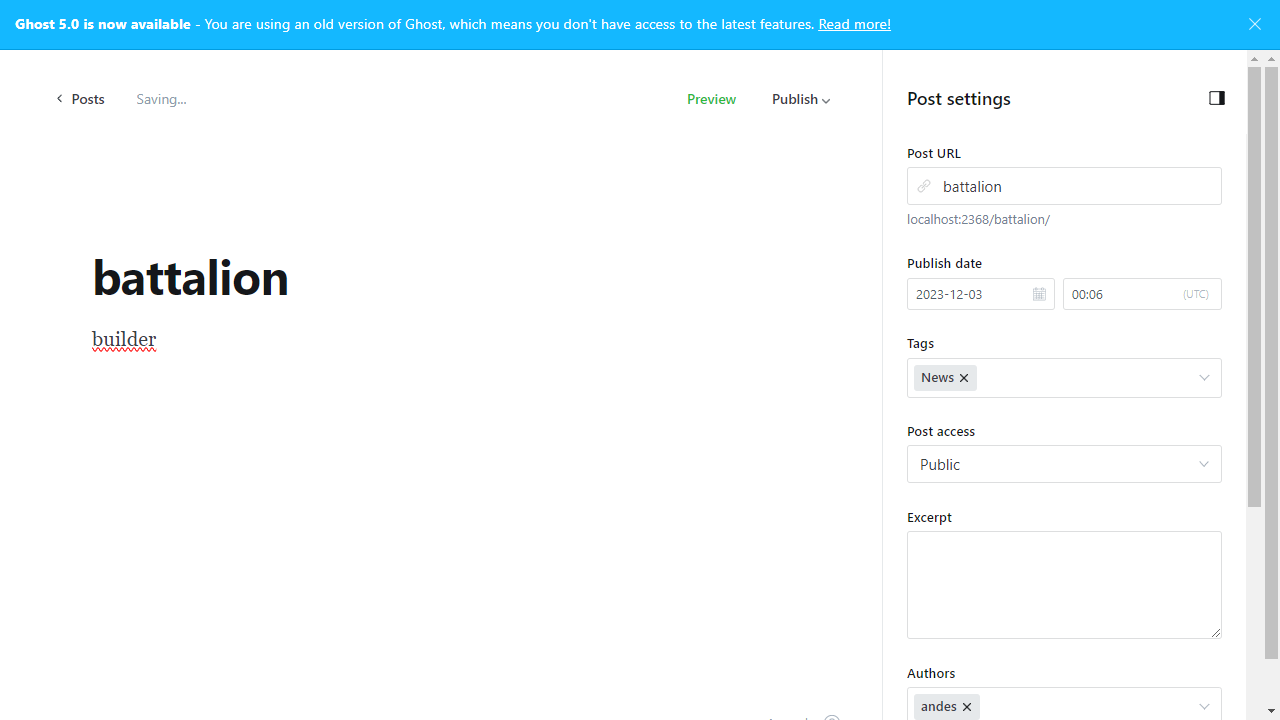 Ghost 5.0 is now available - You are using an old version of Ghost, which means you don't have access to the latest features. Read more!
Posts
Saving...
Preview
Publish
battalion
builder
Post settings
Post URL
battalion
localhost:2368/battalion/
Publish date
2023-12-03
00:06
(UTC)
Tags
News
Post access
Public
Excerpt
Authors
andes